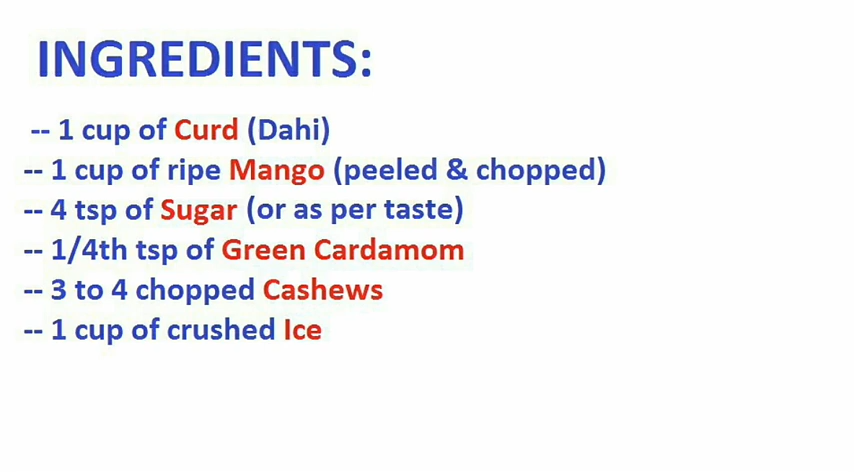 INGREDIENTS:
-- 1 cup of Curd (Dahi)
-- 1 cup of ripe Mango (peeled & chopped)
-- 4 tsp of Sugar (or as per taste)
-- 1/4th tsp of Green Cardamom
-- 3 to 4 chopped Cashews
-- 1 cup of crushed Ice